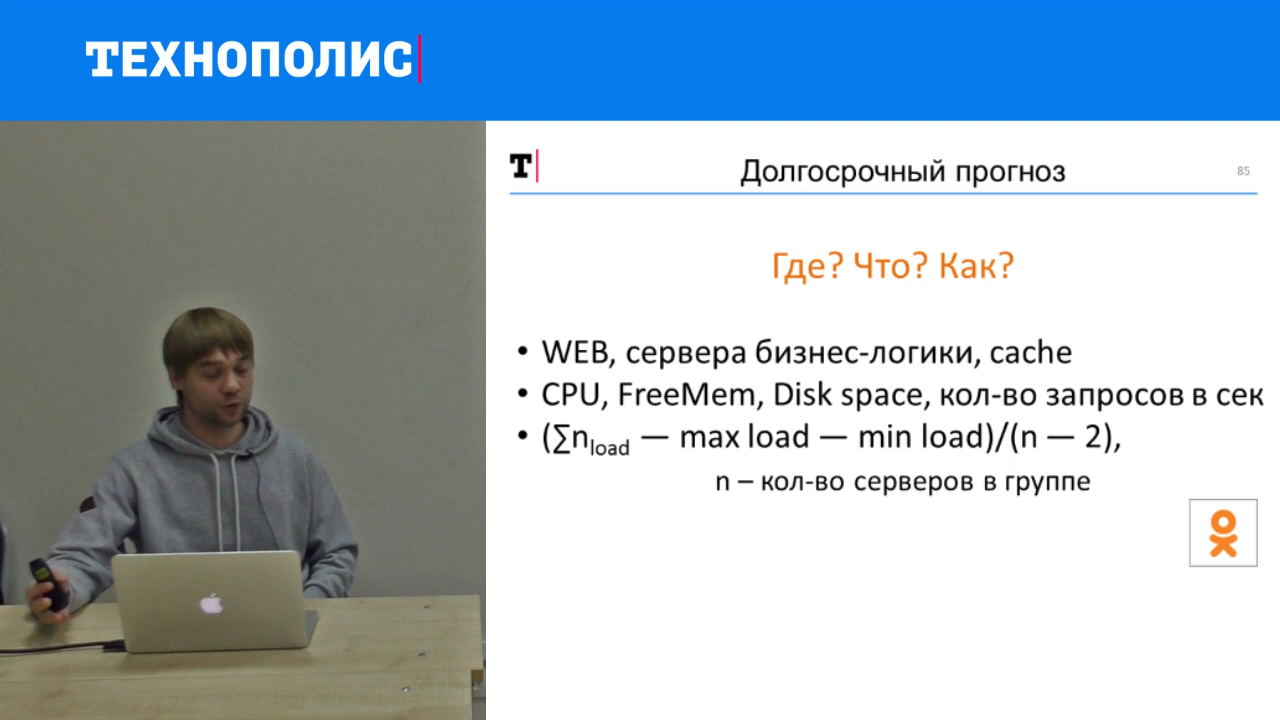 ТЕХНОПОЛИС
Т
Долгосрочный прогноз
85
Где? Что? Как?
• WEB, сервера бизнес-логики, cache
• CPU, FreeMem, Disk space, кол-во запросов в сек
• (∑nload — max load — min load)/(n — 2),
n – кол-во серверов в группе